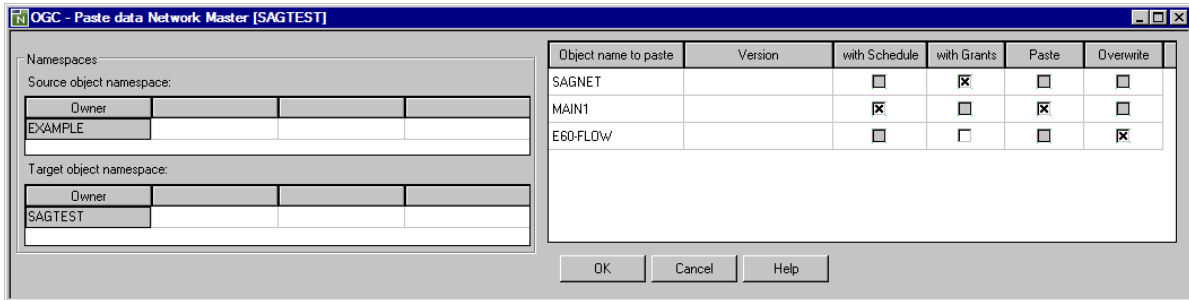 OGC - Paste data Network Master [SAGTEST]
Namespaces
Source object namespace:
Owner
EXAMPLE
Target object namespace:
Owner
SAGTEST
Object name to paste Version with Schedule with Grants Paste Overwrite
SAGNET
MAIN1
E60-FLOW
OK Cancel Help